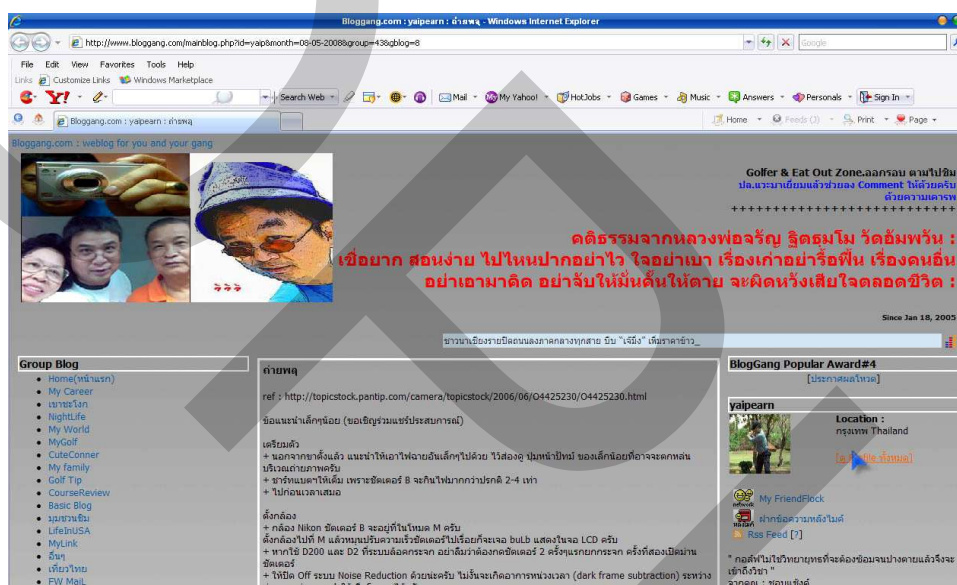 Bloggang.com : yaipearn : ถ่ายพลุ - Windows Internet Explorer
http://www.bloggang.com/mainblog.php?id=yaip&month=08-05-2008&group=43&gblog=8
Google
File Edit View Favorites Tools Help
Links Customize Links Windows Marketplace
Y! Search Web Mail My Yahoo! HotJobs Games Music Answers Personals Sign In
Bloggang.com : yaipearn : ถ่ายพลุ
Home Feeds (J) Print Page
Bloggang.com : weblog for you and your gang
Golfer & Eat Out Zone.ออกรอบ ตามไปชิม
ปล.แวะมาเยี่ยมแล้วช่วยลง Comment ให้ด้วยครับ
ด้วยความเคารพ
+++++++++++++++++++++++++++
คติธรรมจากหลวงพ่อจรัญ ฐิตธมฺโม วัดอัมพวัน :
เชื่อยาก สอนง่าย ไปไหนปากอย่าไว ใจอย่าเบา เรื่องเก่าอย่ารื้อฟื้น เรื่องคนอื่น
อย่าเอามาคิด อย่าจับให้มั่นคั้นให้ตาย จะผิดหวังเสียใจตลอดชีวิต :
Since Jan 18, 2005
ชาวนาเชียงรายปิดถนนลงภาคกลางทุกสาย บีบ "เจ๊มิ่ง" เพิ่มราคาข้าว_
Group Blog
Home(หน้าแรก)
My Career
เขาชะโงก
NightLife
My World
MyGolf
CuteConner
My family
Golf Tip
CourseReview
Basic Blog
มุมชวนชิม
LifeInUSA
MyLink
อื่นๆ
เที่ยวไทย
FW MaiL
ถ่ายพลุ
ref : http://topicstock.pantip.com/camera/topicstock/2006/06/O4425230/O4425230.html
ข้อแนะนำเล็กๆน้อย (ขอเชิญร่วมแชร์ประสบการณ์)
เตรียมตัว
+ นอกจากขาตั้งแล้ว แนะนำให้เอาไฟฉายอันเล็กๆไปด้วย ไว้ส่องดู ปุ่มหน้าปัทม์ ของเล็กน้อยที่อาจจะตกหล่น
บริเวณถ่ายภาพครับ
+ ชาร์ทแบตฯให้เต็ม เพราะชัตเตอร์ B จะกินไฟมากกว่าปรกติ 2-4 เท่า
+ ไปก่อนเวลาเสมอ
ตั้งกล้อง
+ กล้อง Nikon ชัตเตอร์ B จะอยู่ที่ในโหมด M ครับ
ตั้งกล้องไปที่ M แล้วหมุนปรับความเร็วชัตเตอร์ไปเรื่อยก็จะเจอ buLb แสดงในจอ LCD ครับ
+ หากใช้ D200 และ D2 ที่ระบบล้อคกระจก อย่าลืมว่าต้องกดชัตเตอร์ 2 ครั้งๆแรกยกกระจก ครั้งที่สองเปิดม่าน
ชัตเตอร์
+ ให้ปิด Off ระบบ Noise Reduction ด้วยนะครับ ไม่งั้นจะเกิดอาการหน่วงเวลา (dark frame subtraction) ระหว่าง
BlogGang Popular Award#4
[ประกาศผลโหวต]
yaipearn
Location :
กรุงเทพ Thailand
My FriendFlock
ฝากข้อความหลังไมค์
Rss Feed [?]
" กอล์ฟไม่ใช่วิทยายุทธที่จะต้องซ้อมจนปางตายแล้วจึงจะ
เข้าถึงวิชา "
จากคุณ : ชอบแช้งค์